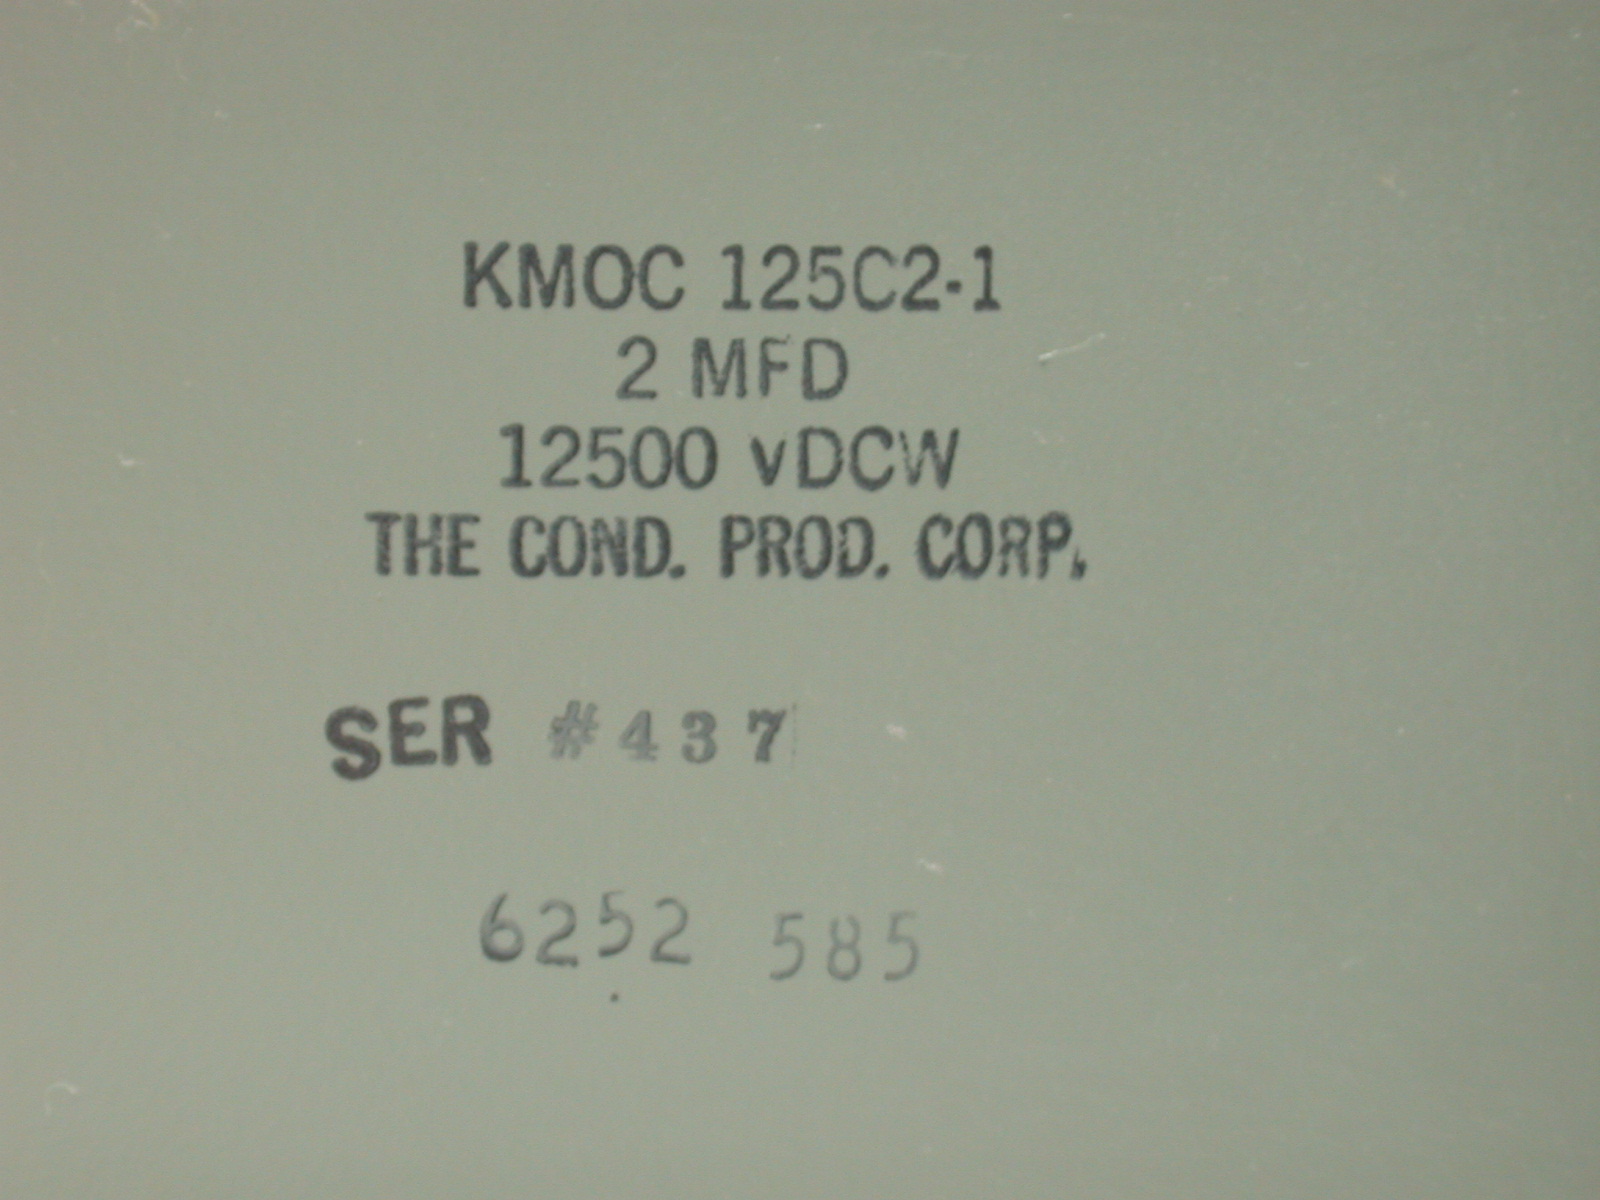 KMOC 125C2-1
2 MFD
12500 vDCW
THE COND. PROD. CORP.
SER #437
6252 585